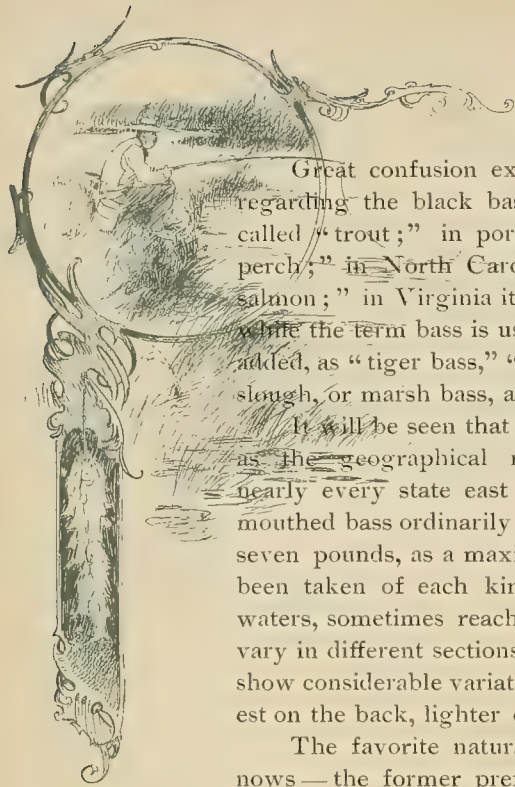 Great confusion ex
regarding the black bas
called “trout;” in por
perch;” in North Caro
salmon;” in Virginia it
while the term bass is us
added, as “tiger bass,” “
slough, or marsh bass, a
It will be seen that
as the geographical r
nearly every state east
mouthed bass ordinarily
seven pounds, as a maxi
been taken of each kin
waters, sometimes reach
vary in different sections
show considerable variat
est on the back, lighter
The favorite natur
nows — the former pre